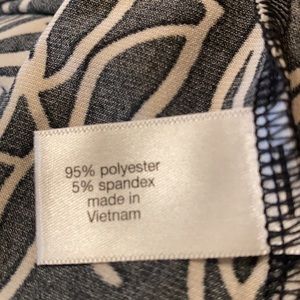 95% polyester
5% spandex
made in
Vietnam